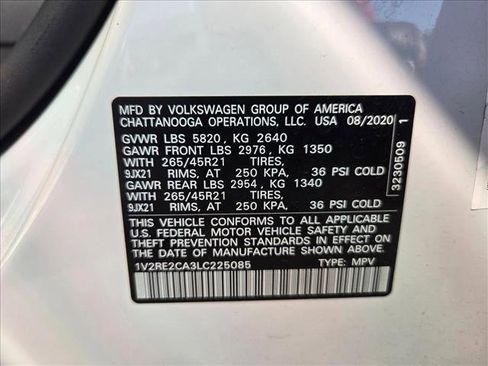 MFD BY VOLKSWAGEN GROUP OF AMERICA
CHATTANOOGA OPERATIONS, LLC. USA 08/2020
GVWR LBS 5820, KG 2640
GAWR FRONT LBS 2976, KG 1350
WITH 265/45R21 TIRES,
9JX21 RIMS, AT 250 KPA, 36 PSI COLD
GAWR REAR LBS 2954, KG 1340
WITH 265/45R21 TIRES,
9JX21 RIMS, AT 250 KPA, 36 PSI COLD
THIS VEHICLE CONFORMS TO ALL APPLICABLE
U.S. FEDERAL MOTOR VEHICLE SAFETY AND
THEFT PREVENTION STANDARDS IN EFFECT ON THE
DATE OF MANUFACTURE SHOWN ABOVE.
1V2RE2CA3LC225085 TYPE: MPV
3230509 1